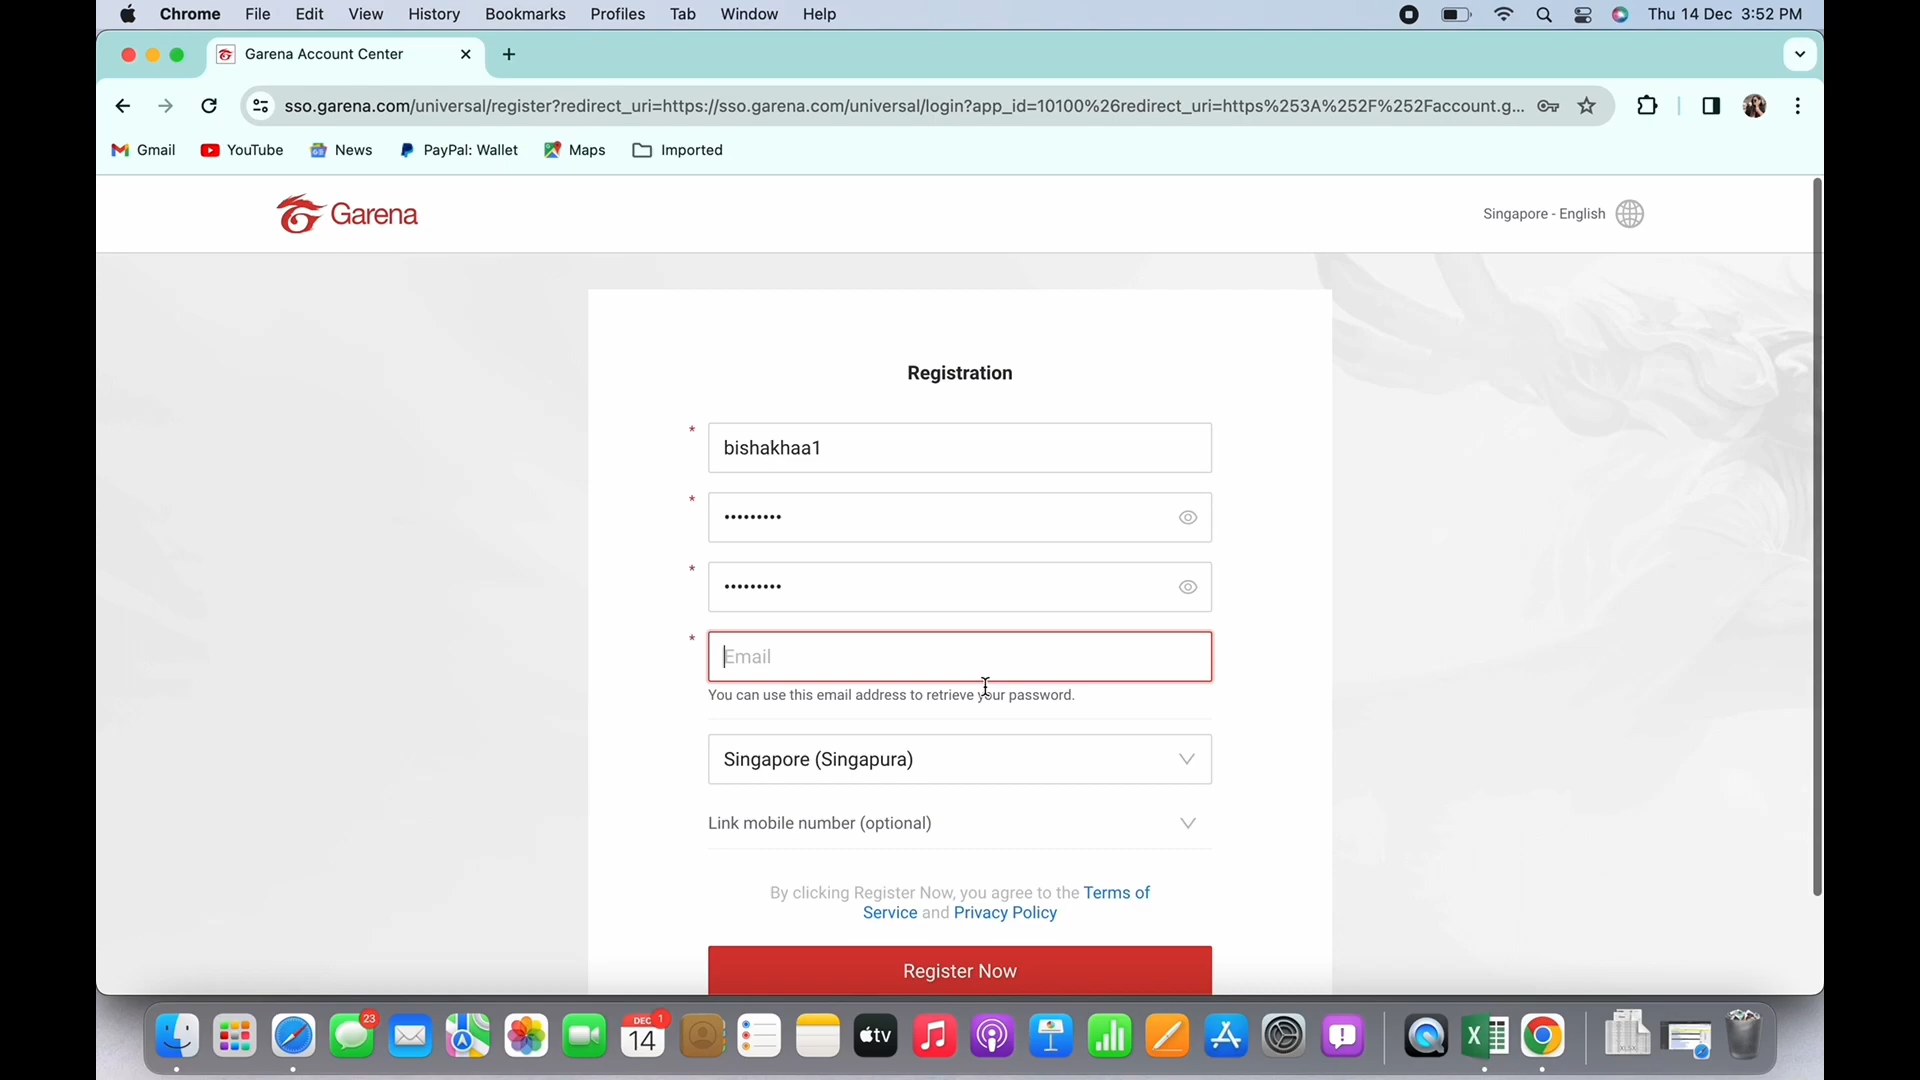 Chrome File Edit View History Bookmarks Profiles Tab Window Help Thu 14 Dec 3:52 PM
Garena Account Center
sso.garena.com/universal/register?redirect_uri=https://sso.garena.com/universal/login?app_id=10100%26redirect_uri=https%253A%252F%252Faccount.g...
Gmail YouTube News PayPal: Wallet Maps Imported
Garena
Singapore - English
Registration
* bishakhaa1
* •••••••••
* •••••••••
* Email
You can use this email address to retrieve your password.
Singapore (Singapura)
Link mobile number (optional)
By clicking Register Now, you agree to the Terms of
Service and Privacy Policy
Register Now
23
DEC 1
14
tv